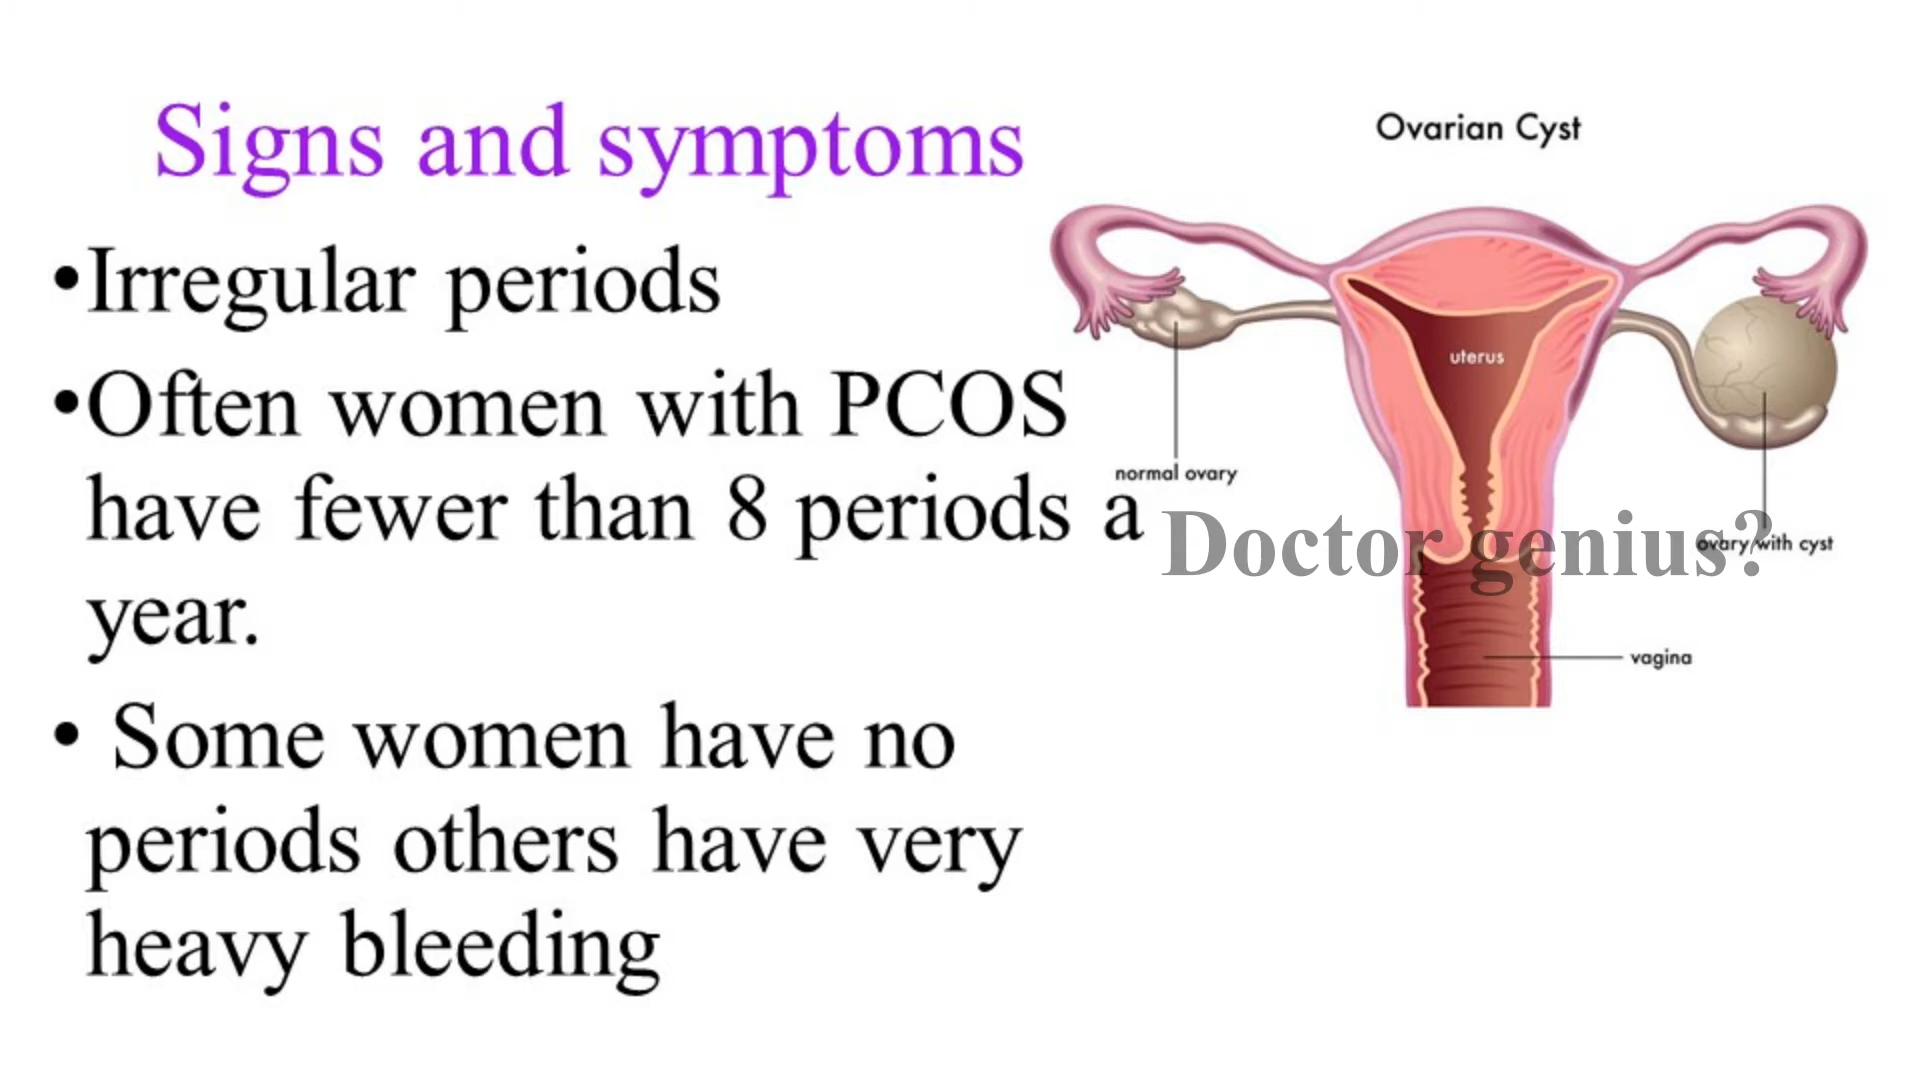 Signs and symptoms
•Irregular periods
•Often women with PCOS
have fewer than 8 periods a
year.
• Some women have no
periods others have very
heavy bleeding
Ovarian Cyst
uterus
normal ovary
Doctor genius?
ovary with cyst
vagina